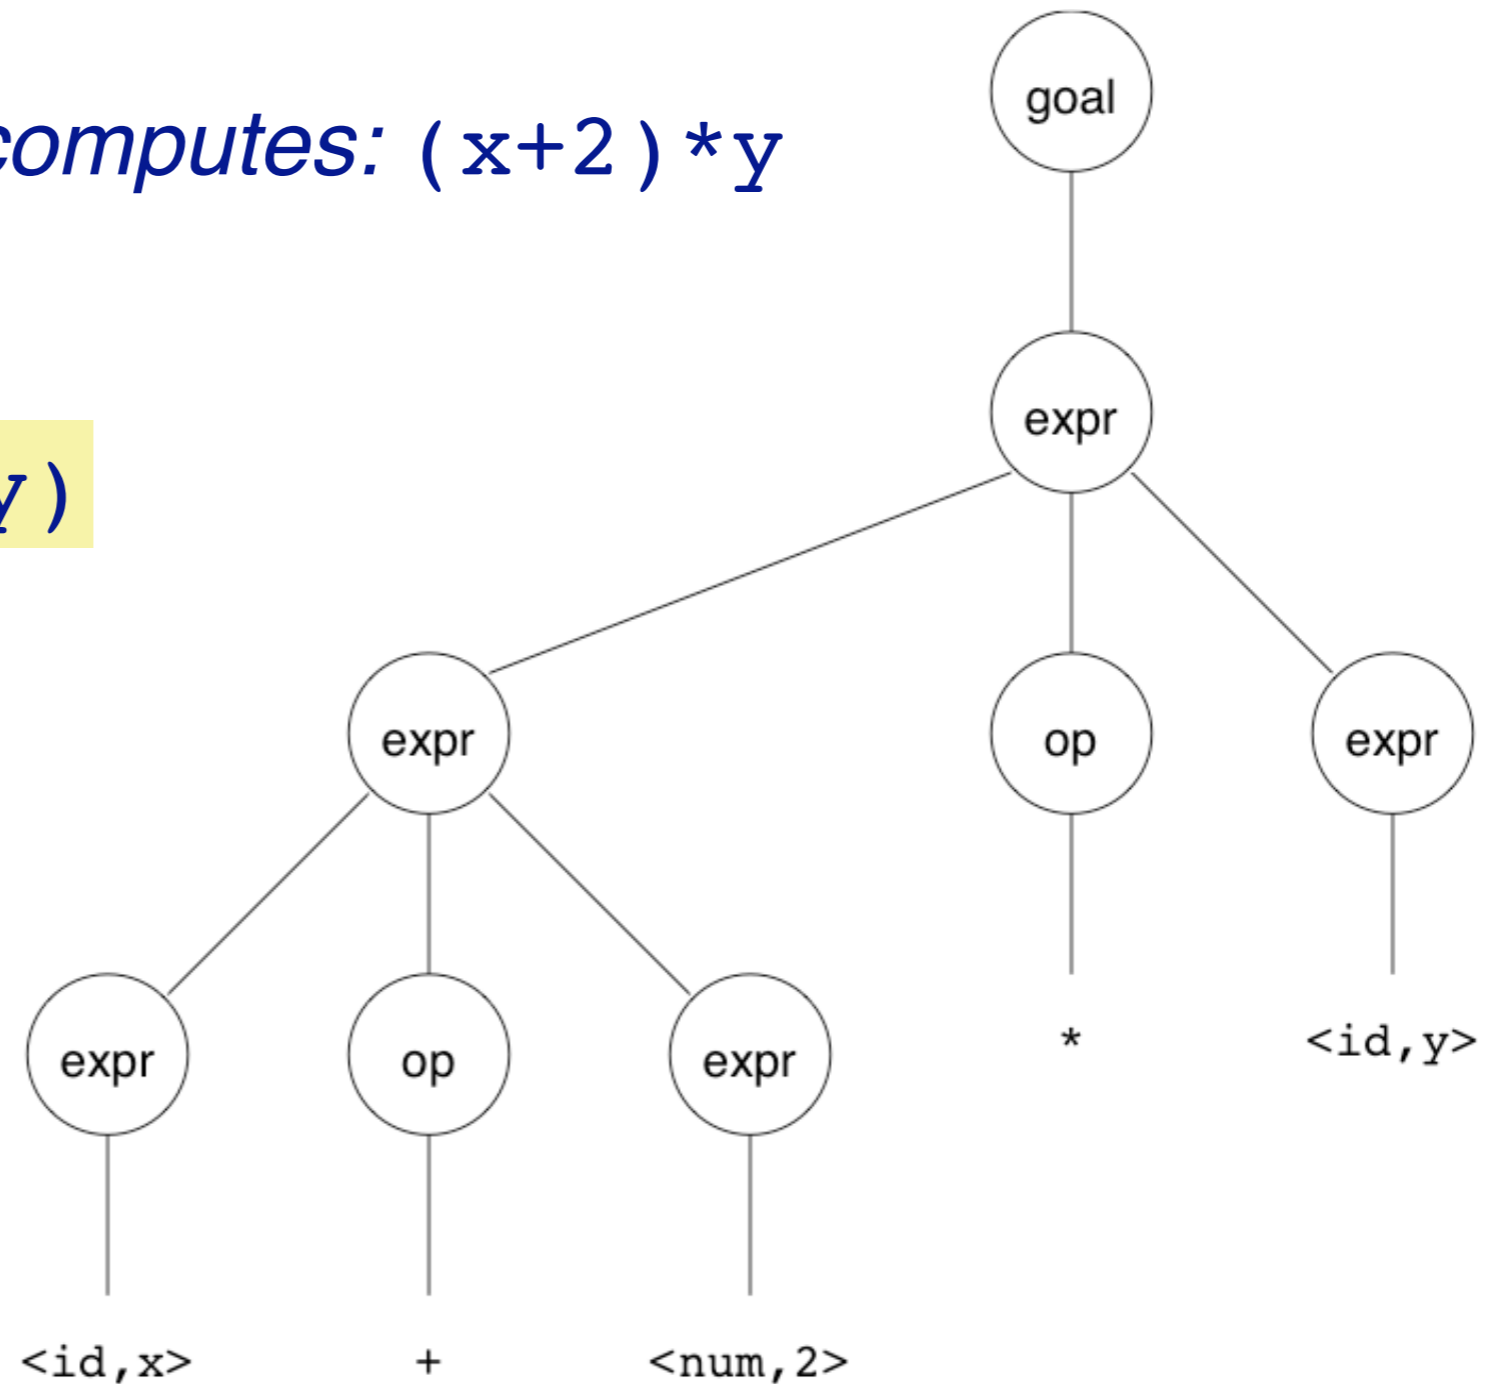 computes: (x+2)*y
goal
expr
y)
expr op expr
expr op expr * <id,y>
<id,x> + <num,2>